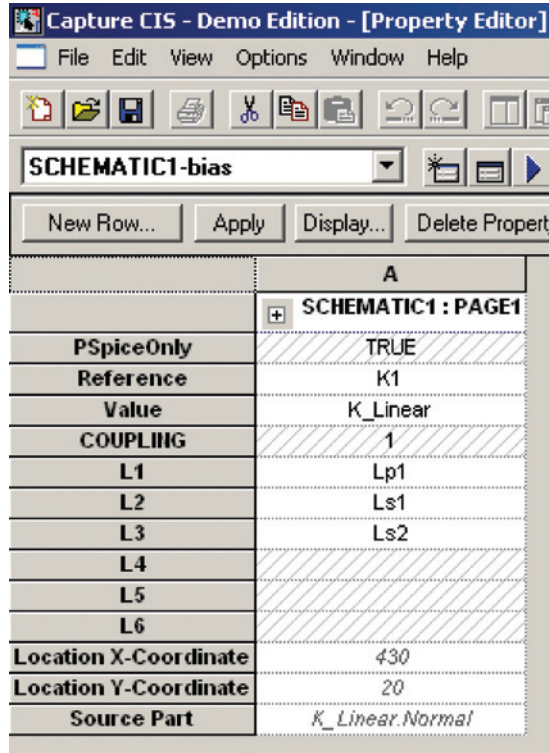 Capture CIS - Demo Edition - [Property Editor]
File Edit View Options Window Help
SCHEMATIC1-bias
New Row... Apply Display... Delete Propert
A
SCHEMATIC1 : PAGE1
PSpiceOnly TRUE
Reference K1
Value K_Linear
COUPLING 1
L1 Lp1
L2 Ls1
L3 Ls2
L4
L5
L6
Location X-Coordinate 430
Location Y-Coordinate 20
Source Part K_Linear.Normal